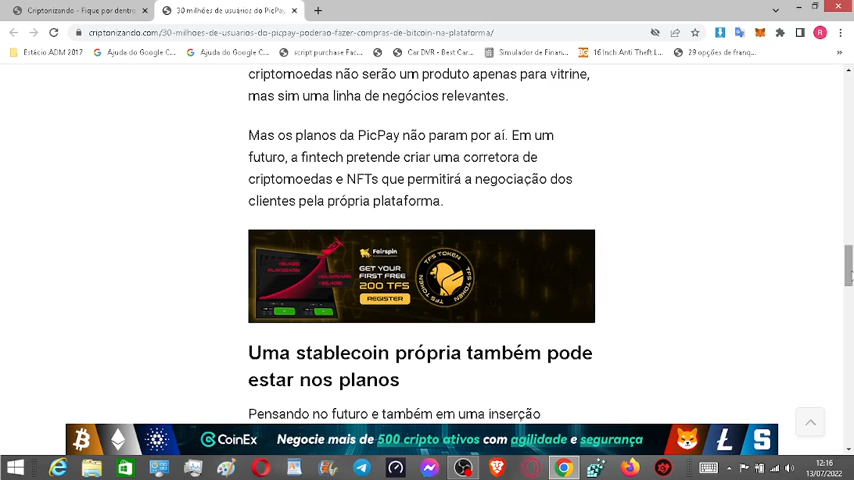 Criptonizando - Fique por dentro
30 milhões de usuários do PicPay
criptonizando.com/30-milhoes-de-usuarios-do-picpay-poderao-fazer-compras-de-bitcoin-na-plataforma/
R
Estácio ADM 2017
Ajuda do Google C...
Ajuda do Google C...
script purchase Fac...
Car DVR - Best Car...
Simulador de Finan...
16 Inch Anti Theft L...
29 opções de franq...
criptomoedas não serão um produto apenas para vitrine,
mas sim uma linha de negócios relevantes.
Mas os planos da PicPay não param por aí. Em um
futuro, a fintech pretende criar uma corretora de
criptomoedas e NFTs que permitirá a negociação dos
clientes pela própria plataforma.
Fairspin
GET YOUR
FIRST FREE
200 TFS
REGISTER
TFS TOKEN
Uma stablecoin própria também pode
estar nos planos
Pensando no futuro e também em uma inserção
CoinEx
Negocie mais de 500 cripto ativos com agilidade e segurança
12:16
13/07/2022